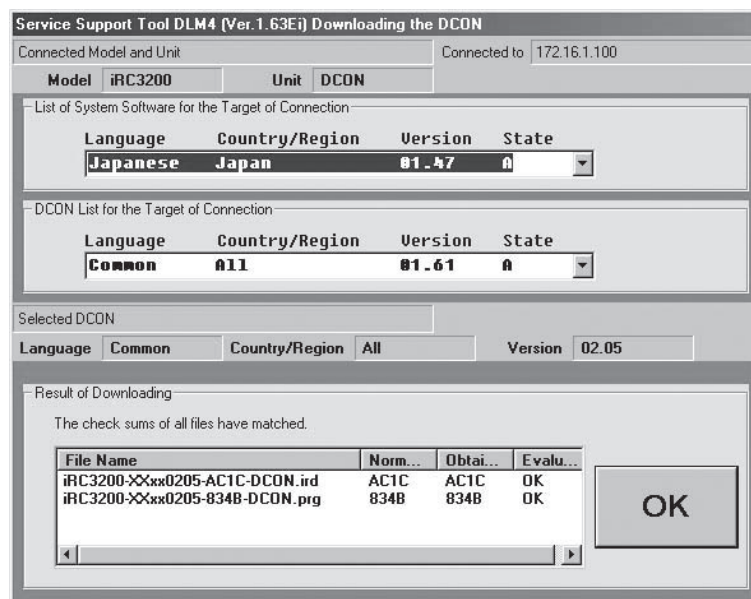 Service Support Tool DLM4 (Ver.1.63Ei) Downloading the DCON
Connected Model and Unit
Connected to 172.16.1.100
Model iRC3200 Unit DCON
List of System Software for the Target of Connection
Language Country/Region Version State
Japanese Japan 01.47 A
DCON List for the Target of Connection
Language Country/Region Version State
Common All 01.61 A
Selected DCON
Language Common Country/Region All Version 02.05
Result of Downloading
The check sums of all files have matched.
File Name Norm... Obtai... Evalu...
iRC3200-XXxx0205-AC1C-DCON.ird AC1C AC1C OK
iRC3200-XXxx0205-834B-DCON.prg 834B 834B OK
OK